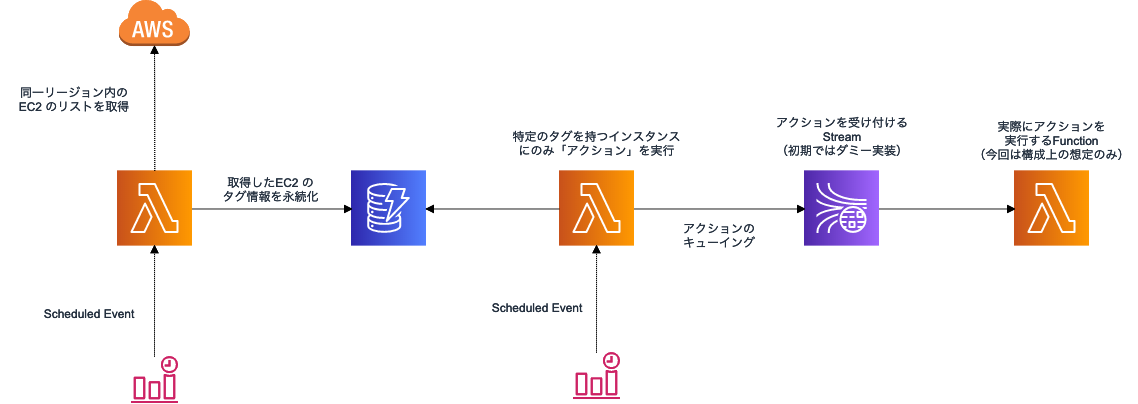 AWS
同一リージョン内の
EC2 のリストを取得
取得したEC2 の
タグ情報を永続化
Scheduled Event
特定のタグを持つインスタンス
にのみ「アクション」を実行
Scheduled Event
アクションの
キューイング
アクションを受け付ける
Stream
（初期ではダミー実装）
実際にアクションを
実行するFunction
（今回は構成上の想定のみ）